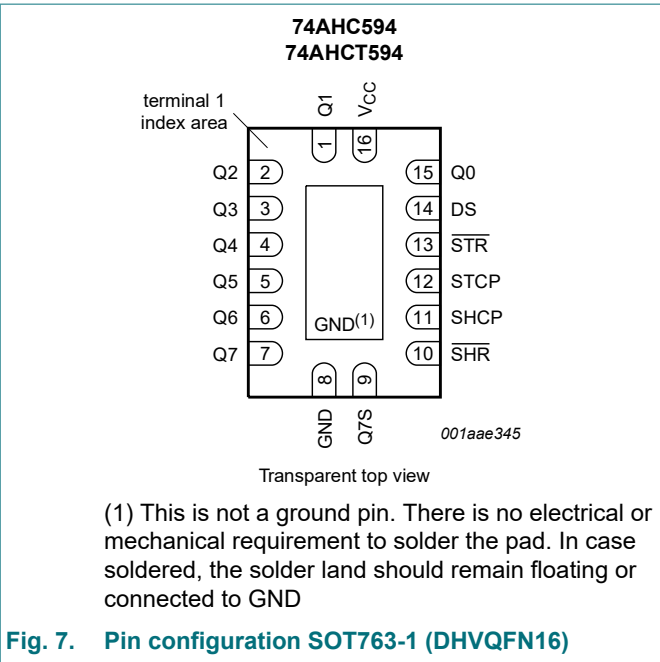 74AHC594
74AHCT594
terminal 1
index area
Q1
VCC
1
16
Q2 2 15 Q0
Q3 3 14 DS
Q4 4 13 STR
Q5 5 12 STCP
Q6 6 11 SHCP
GND(1)
Q7 7 10 SHR
8
9
GND
Q7S
001aae345
Transparent top view
(1) This is not a ground pin. There is no electrical or
mechanical requirement to solder the pad. In case
soldered, the solder land should remain floating or
connected to GND
Fig. 7. Pin configuration SOT763-1 (DHVQFN16)